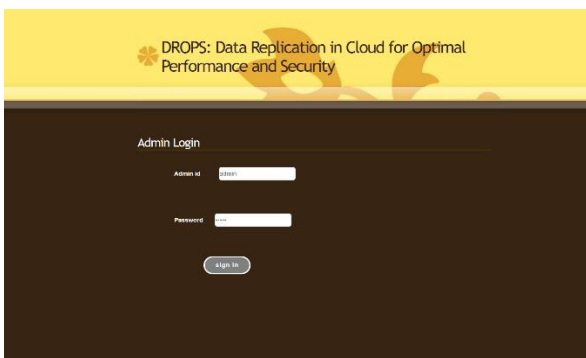 DROPS: Data Replication in Cloud for Optimal
Performance and Security
Admin Login
Admin id admin
Password
sign in